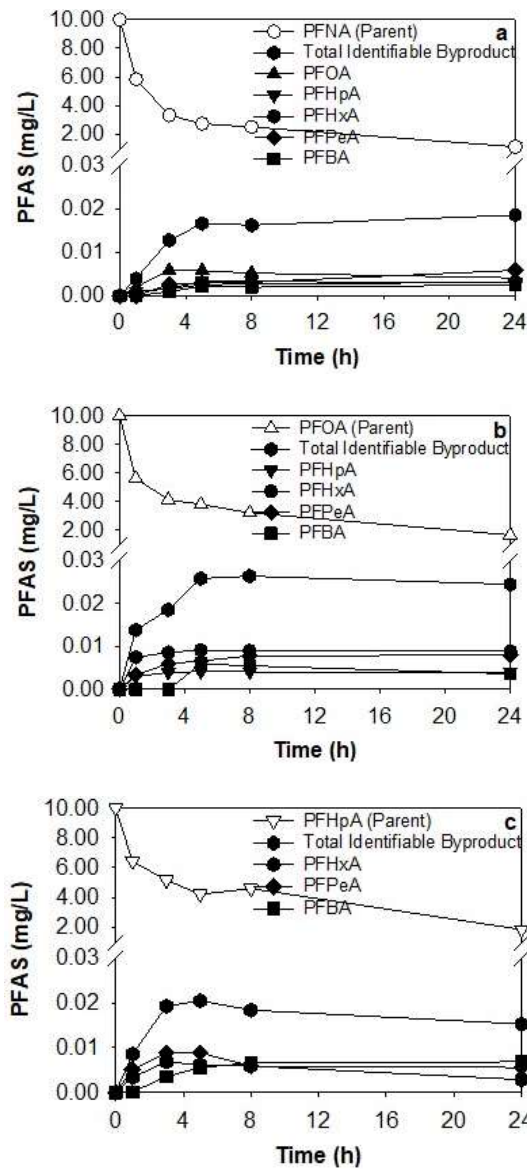 a
PFNA (Parent)
Total Identifiable Byproduct
PFOA
PFHpA
PFHxA
PFPeA
PFBA
PFAS (mg/L)
10.00
8.00
6.00
4.00
2.00
0.03
0.02
0.01
0.00
0 4 8 12 16 20 24
Time (h)
b
PFOA (Parent)
Total Identifiable Byproduct
PFHpA
PFHxA
PFPeA
PFBA
PFAS (mg/L)
10.00
8.00
6.00
4.00
2.00
0.03
0.02
0.01
0.00
0 4 8 12 16 20 24
Time (h)
c
PFHpA (Parent)
Total Identifiable Byproduct
PFHxA
PFPeA
PFBA
PFAS (mg/L)
10.00
8.00
6.00
4.00
2.00
0.03
0.02
0.01
0.00
0 4 8 12 16 20 24
Time (h)